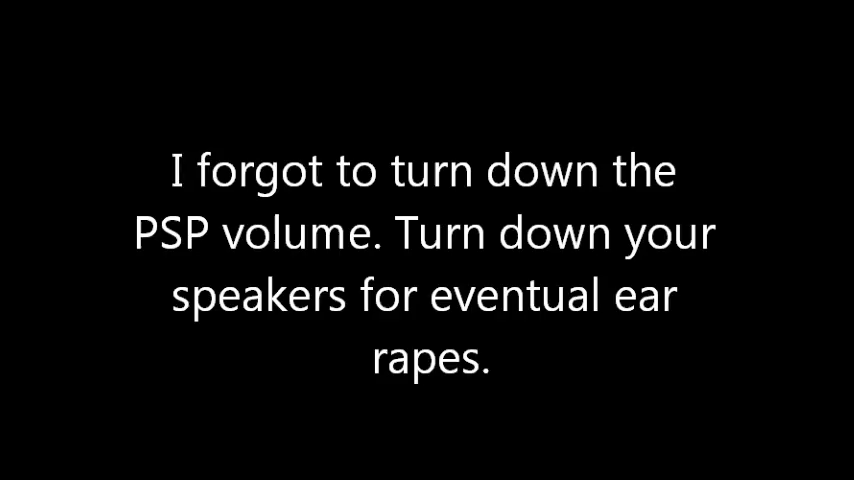 I forgot to turn down the
PSP volume. Turn down your
speakers for eventual ear
rapes.